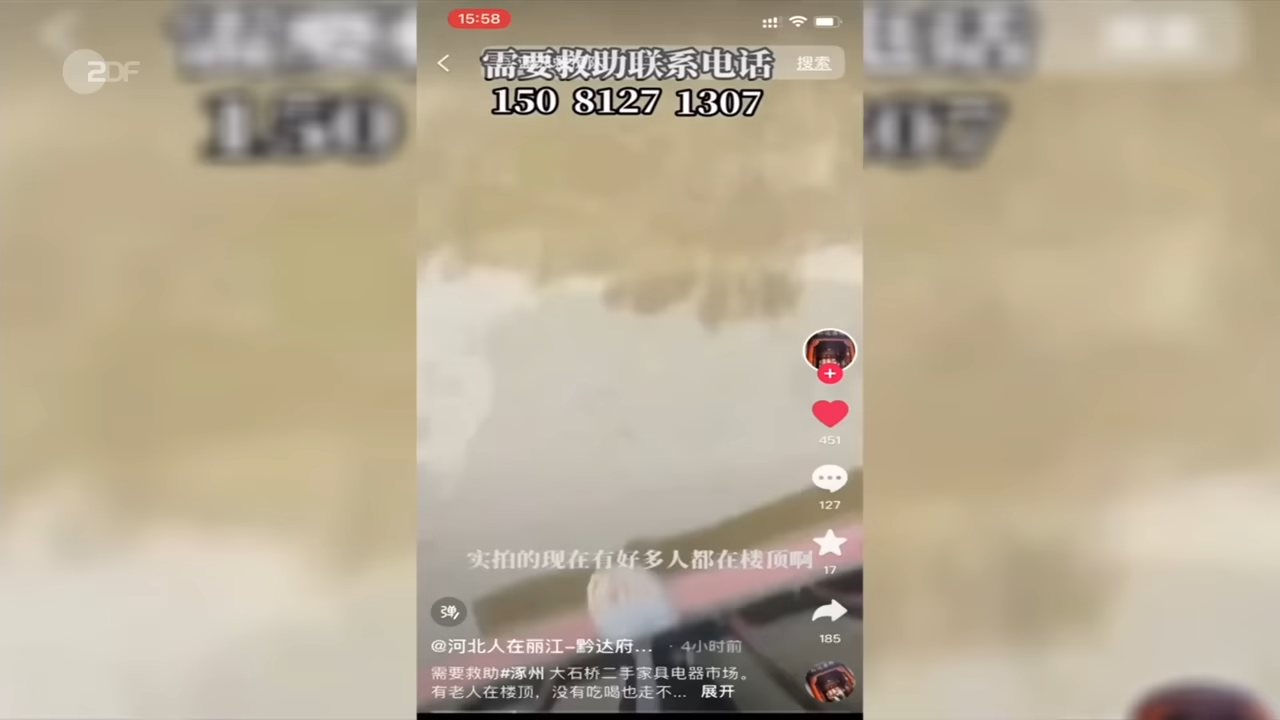 ZDF
15:58
需要救助联系电话
搜索
150 8127 1307
451
127
17
实拍的现在有好多人都在楼顶啊
弹
185
@河北人在丽江-黔达府... · 4小时前
需要救助#涿州 大石桥二手家具电器市场。
有老人在楼顶，没有吃喝也走不... 展开